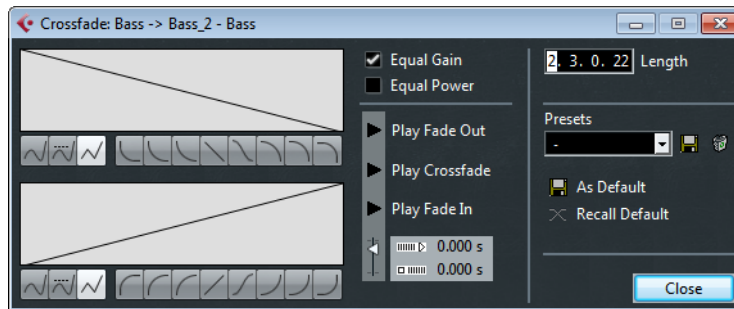 Crossfade: Bass -> Bass_2 - Bass
Equal Gain
Equal Power
Play Fade Out
Play Crossfade
Play Fade In
0.000 s
0.000 s
2. 3. 0. 22 Length
Presets
-
As Default
Recall Default
Close